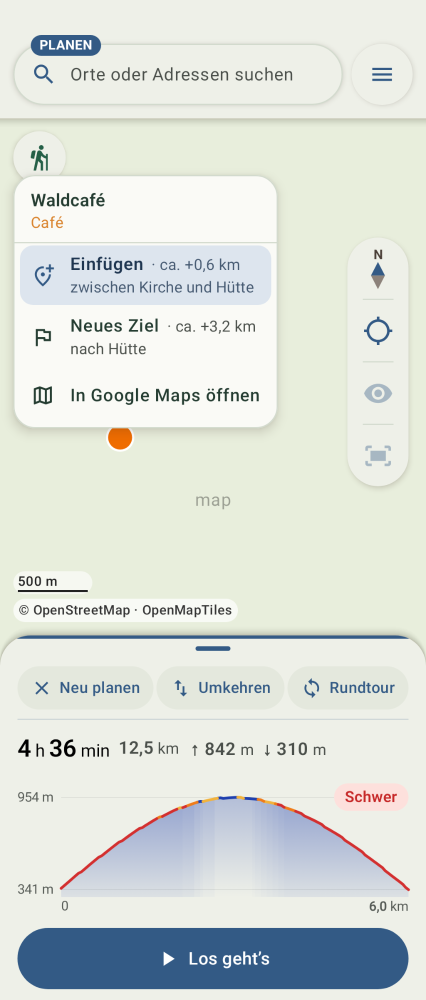 PLANEN
Orte oder Adressen suchen
Waldcafé
Café
Einfügen · ca. +0,6 km
zwischen Kirche und Hütte
Neues Ziel · ca. +3,2 km
nach Hütte
In Google Maps öffnen
N
map
500 m
© OpenStreetMap · OpenMapTiles
Neu planen
Umkehren
Rundtour
4 h 36 min 12,5 km ↑ 842 m ↓ 310 m
954 m
Schwer
341 m
0
6,0 km
Los geht's